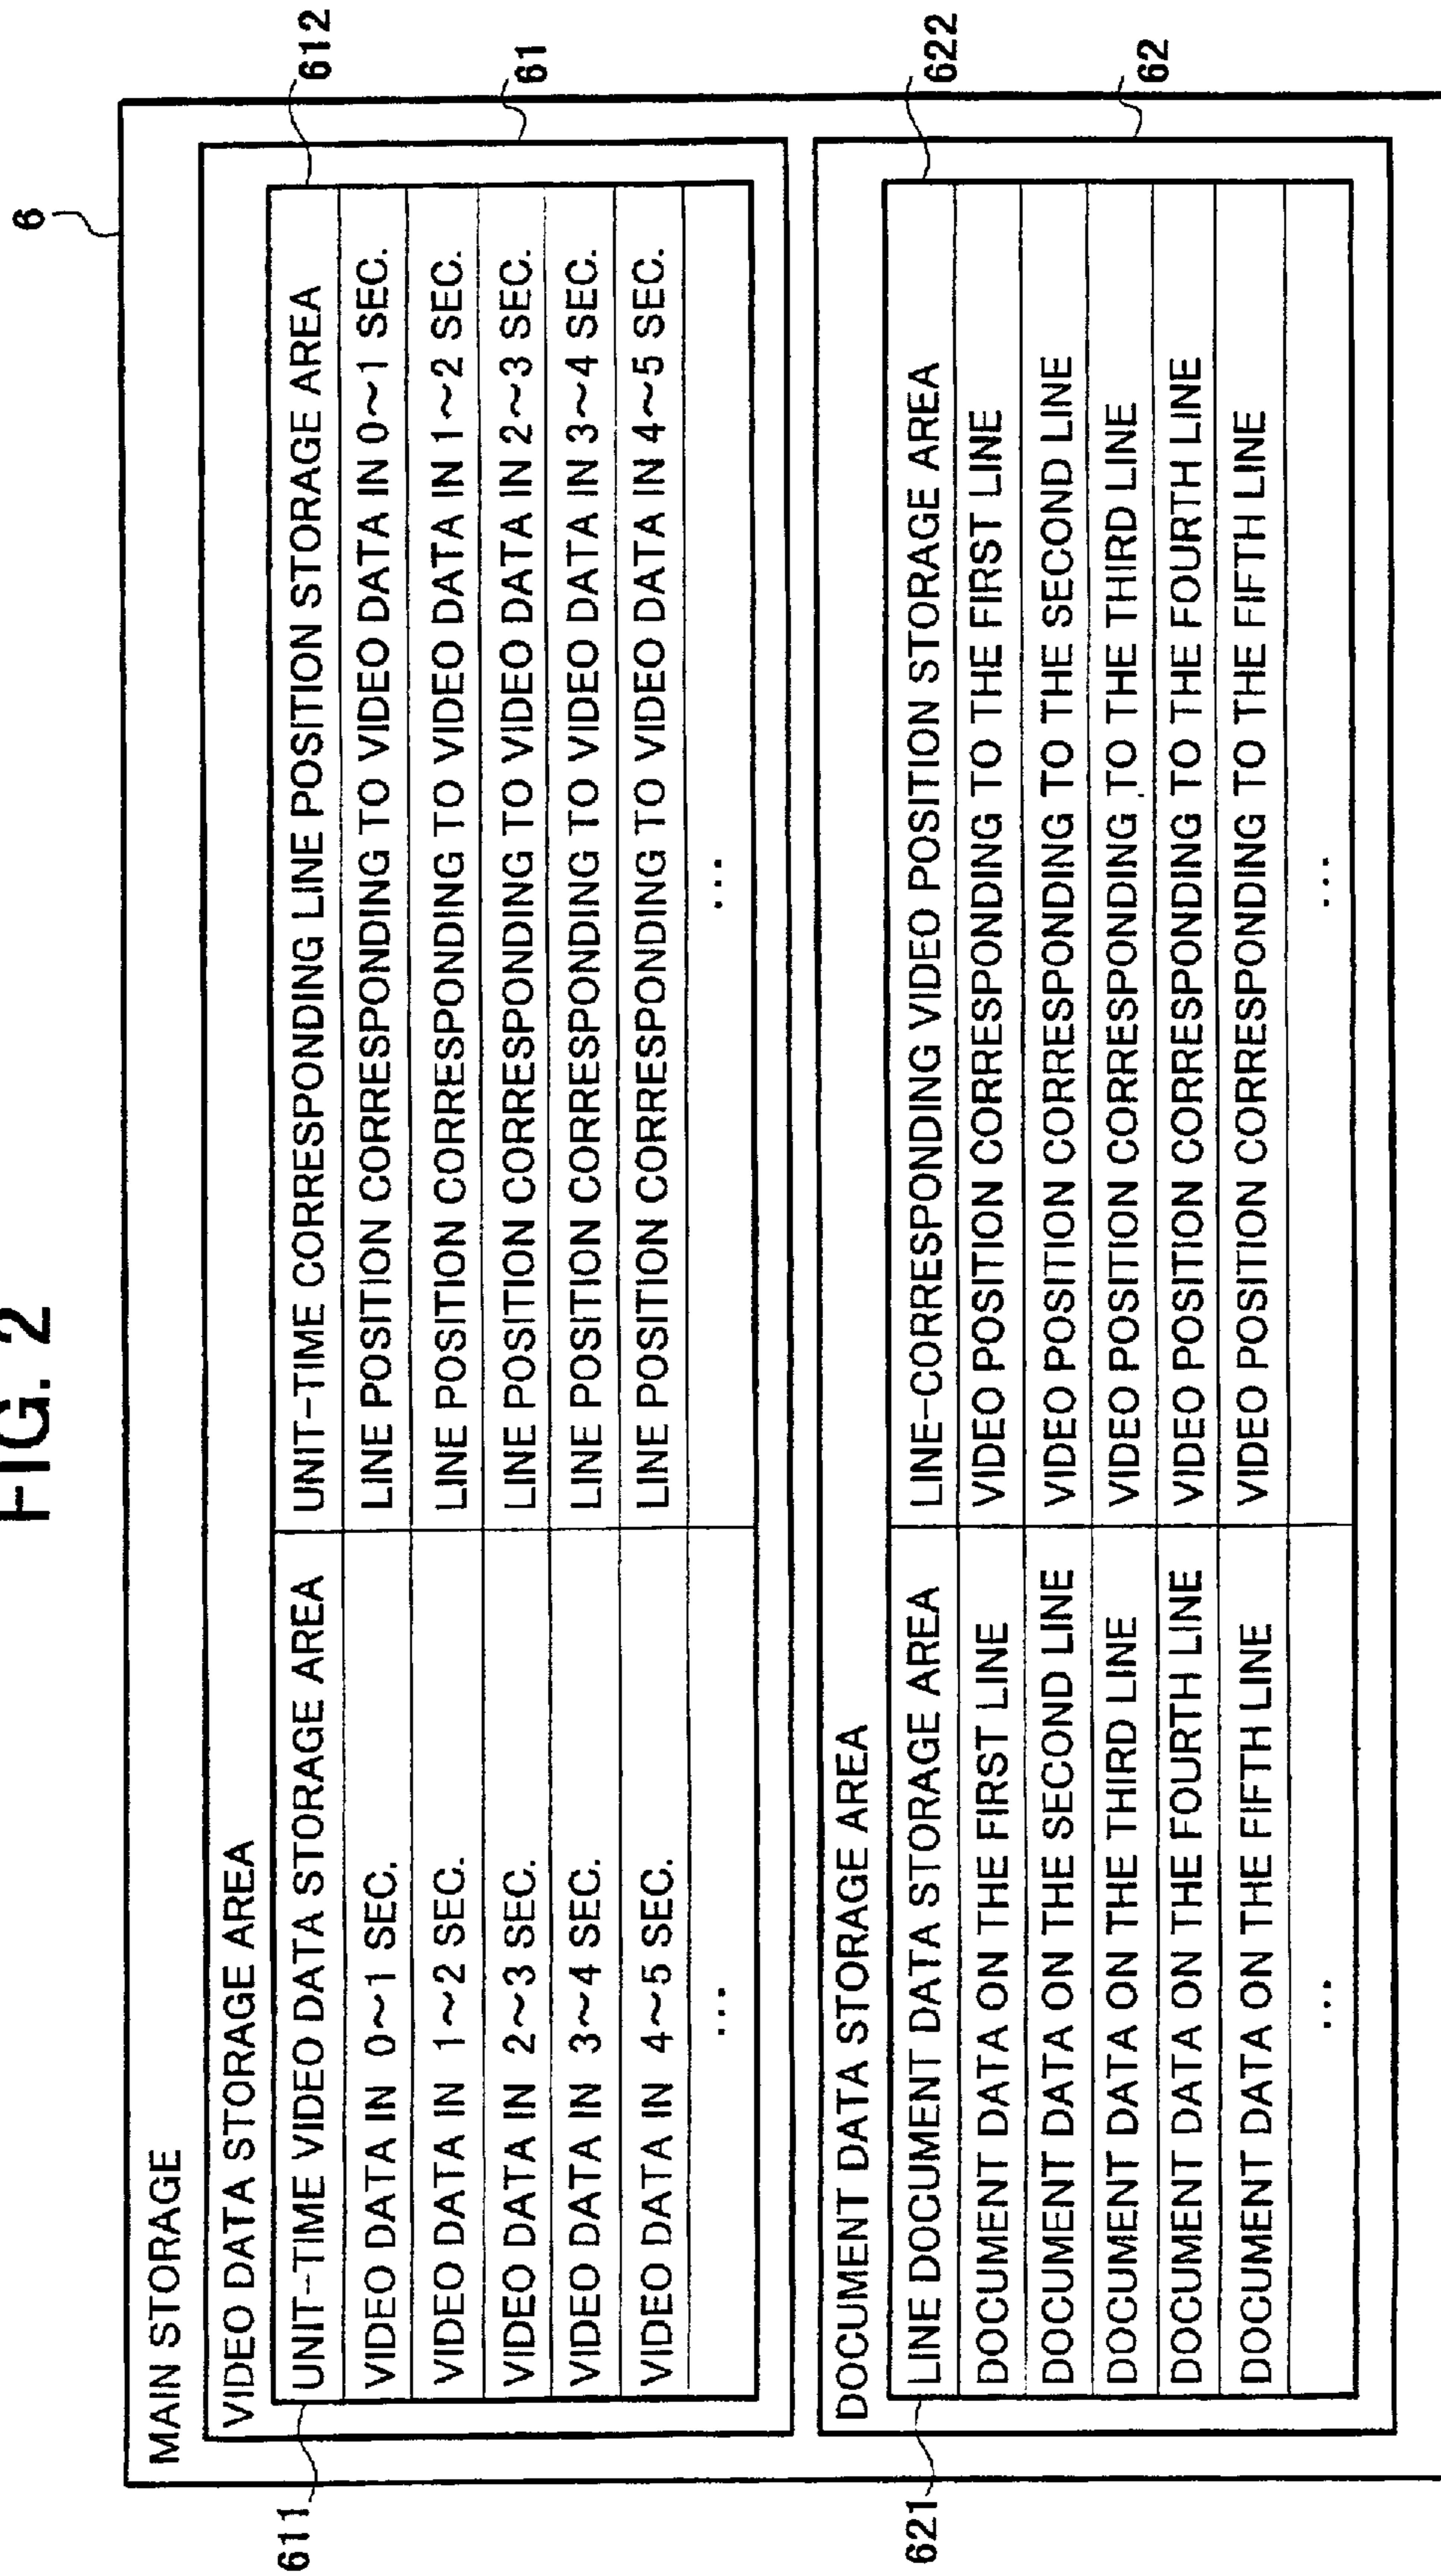 FIG. 2
6
MAIN STORAGE
VIDEO DATA STORAGE AREA
61
611
612
UNIT-TIME VIDEO DATA STORAGE AREA UNIT-TIME CORRESPONDING LINE POSITION STORAGE AREA
VIDEO DATA IN 0~1 SEC. LINE POSITION CORRESPONDING TO VIDEO DATA IN 0~1 SEC.
VIDEO DATA IN 1~2 SEC. LINE POSITION CORRESPONDING TO VIDEO DATA IN 1~2 SEC.
VIDEO DATA IN 2~3 SEC. LINE POSITION CORRESPONDING TO VIDEO DATA IN 2~3 SEC.
VIDEO DATA IN 3~4 SEC. LINE POSITION CORRESPONDING TO VIDEO DATA IN 3~4 SEC.
VIDEO DATA IN 4~5 SEC. LINE POSITION CORRESPONDING TO VIDEO DATA IN 4~5 SEC.
... ...
DOCUMENT DATA STORAGE AREA
62
621
622
LINE DOCUMENT DATA STORAGE AREA LINE-CORRESPONDING VIDEO POSITION STORAGE AREA
DOCUMENT DATA ON THE FIRST LINE VIDEO POSITION CORRESPONDING TO THE FIRST LINE
DOCUMENT DATA ON THE SECOND LINE VIDEO POSITION CORRESPONDING TO THE SECOND LINE
DOCUMENT DATA ON THE THIRD LINE VIDEO POSITION CORRESPONDING TO THE THIRD LINE
DOCUMENT DATA ON THE FOURTH LINE VIDEO POSITION CORRESPONDING TO THE FOURTH LINE
DOCUMENT DATA ON THE FIFTH LINE VIDEO POSITION CORRESPONDING TO THE FIFTH LINE
... ...